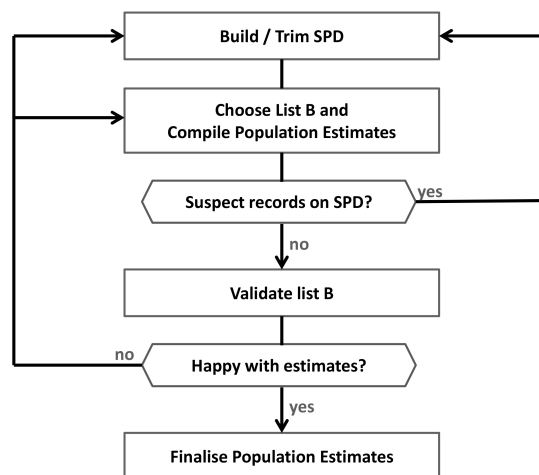 Build / Trim SPD
Choose List B and
Compile Population Estimates
Suspect records on SPD?
yes
no
Validate list B
no
Happy with estimates?
yes
Finalise Population Estimates